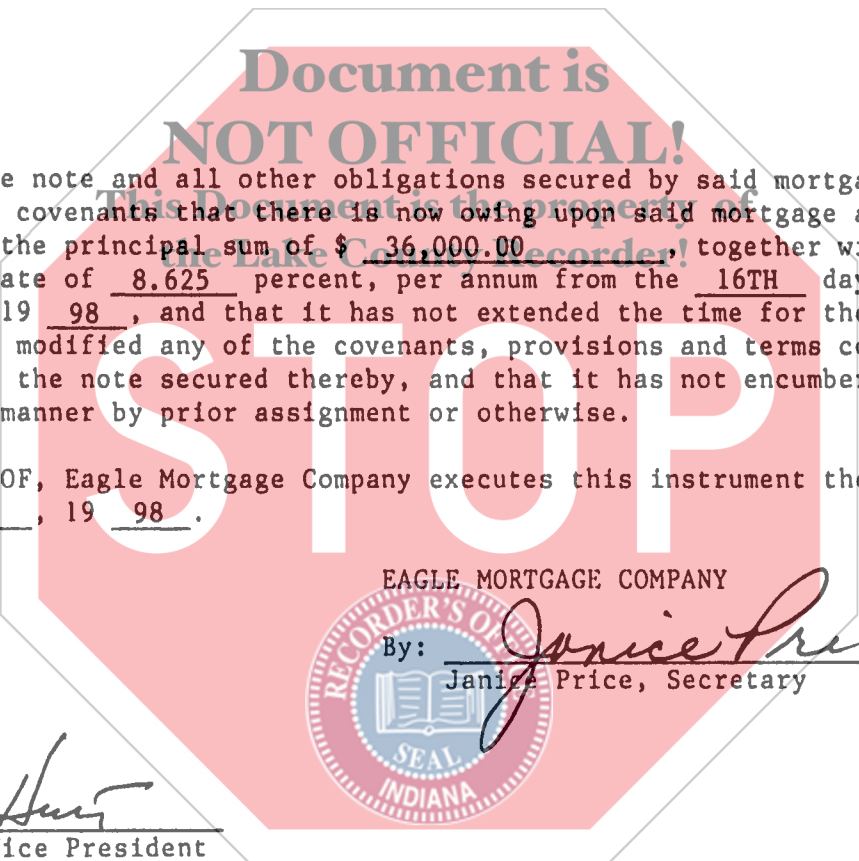 Document is
NOT OFFICIAL!
This Document is the property of
the Lake County Recorder!
STOP
e note and all other obligations secured by said mortga
covenants that there is now owing upon said mortgage a
the principal sum of $ 36,000.00 , together wi
ate of 8.625 percent, per annum from the 16TH day
19 98 , and that it has not extended the time for the
modified any of the covenants, provisions and terms co
the note secured thereby, and that it has not encumber
manner by prior assignment or otherwise.
OF, Eagle Mortgage Company executes this instrument the
, 19 98 .
EAGLE MORTGAGE COMPANY
By: Janice Pri
Janice Price, Secretary
RECORDER'S OFFICE
SEAL
INDIANA
ice President